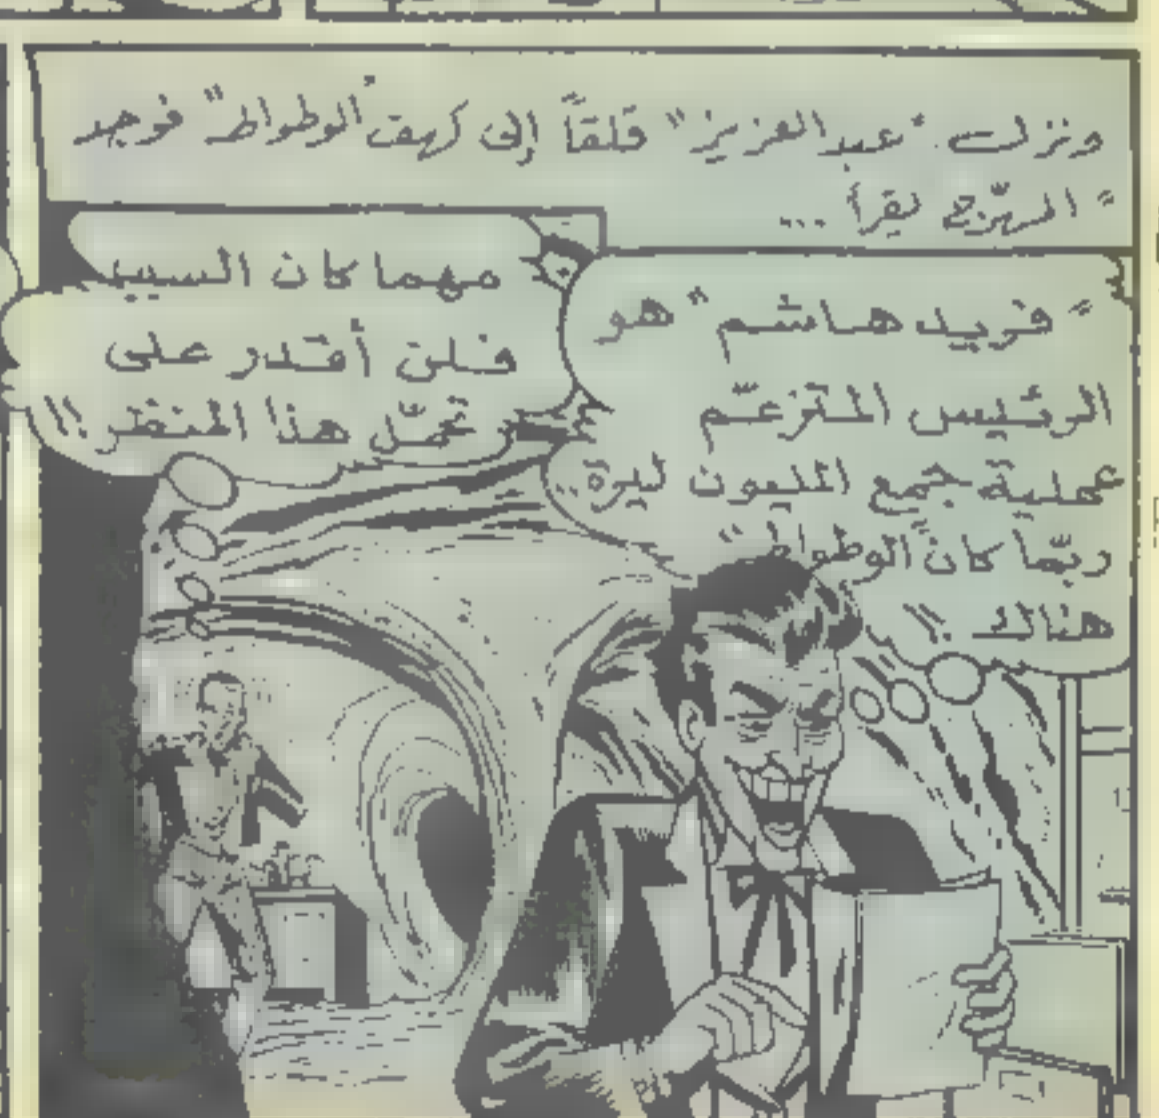 ونزل "عبد العزيز" قلقاً إلى كهف "الوطواط" فوجد
"المهرّج يقرأ ...
"فريد هاشم" هو
الرئيس المتزعّم
عملية جمع المليون ليرة
ربّما كان "الوطواط"
هناك !!
مهما كان السبب
فلن أقدر على
تحمّل هذا المنظر !!